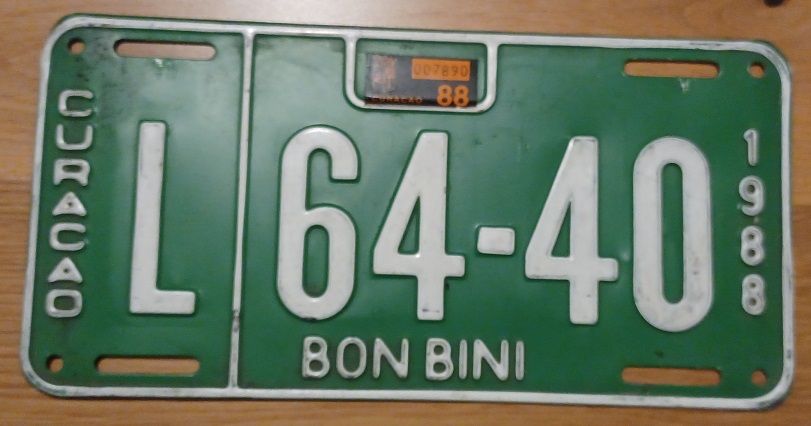 CURACAO
L
007890
CURACAO 88
64-40
1988
BON BINI